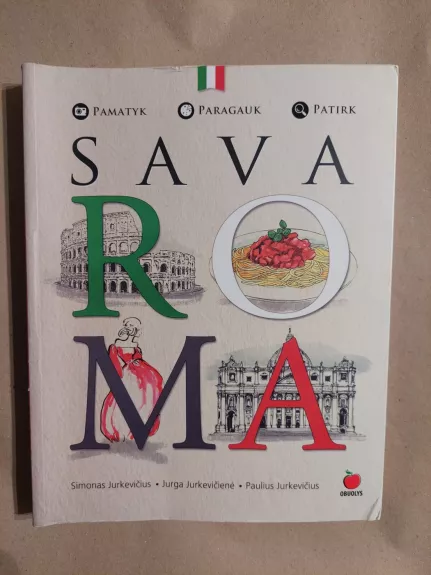 PAMATYK PARAGAUK PATIRK
SAVA
RO
MA
Simonas Jurkevičius • Jurga Jurkevičienė • Paulius Jurkevičius
OBUOLYS